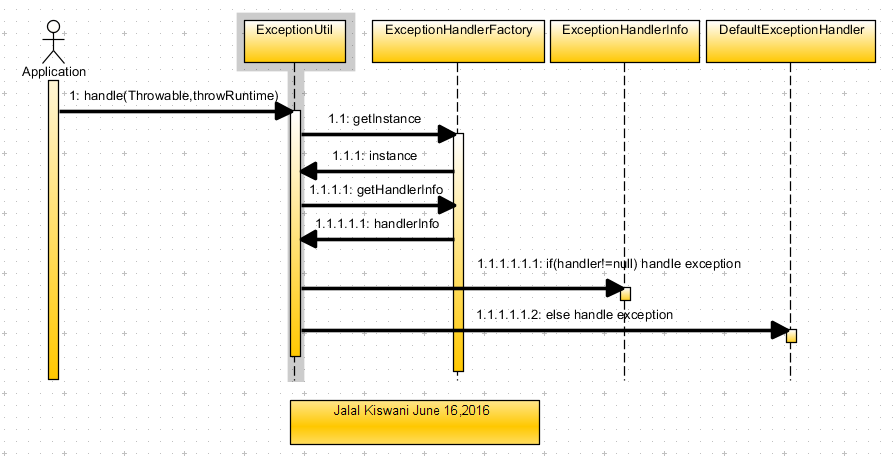 ExceptionUtil
ExceptionHandlerFactory
ExceptionHandlerInfo
DefaultExceptionHandler
Application
1: handle(Throwable,throwRuntime)
1.1: getInstance
1.1.1: instance
1.1.1.1: getHandlerInfo
1.1.1.1.1: handlerInfo
1.1.1.1.1.1: if(handler!=null) handle exception
1.1.1.1.1.2: else handle exception
Jalal Kiswani June 16,2016